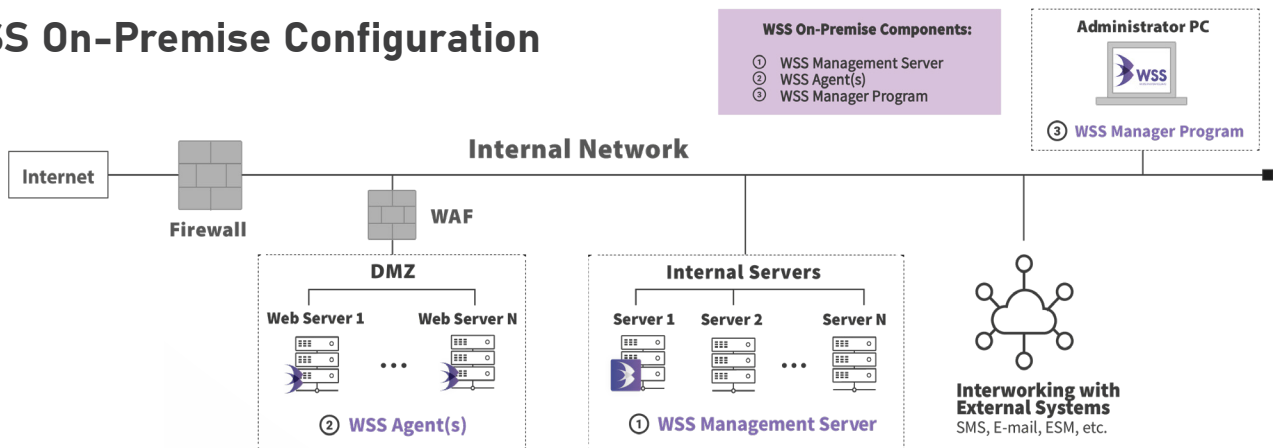 SS On-Premise Configuration
WSS On-Premise Components:
① WSS Management Server
② WSS Agent(s)
③ WSS Manager Program
Administrator PC
WSS
③ WSS Manager Program
Internal Network
Internet
Firewall
WAF
DMZ
Web Server 1
Web Server N
...
② WSS Agent(s)
Internal Servers
Server 1
Server 2
Server N
...
① WSS Management Server
Interworking with
External Systems
SMS, E-mail, ESM, etc.